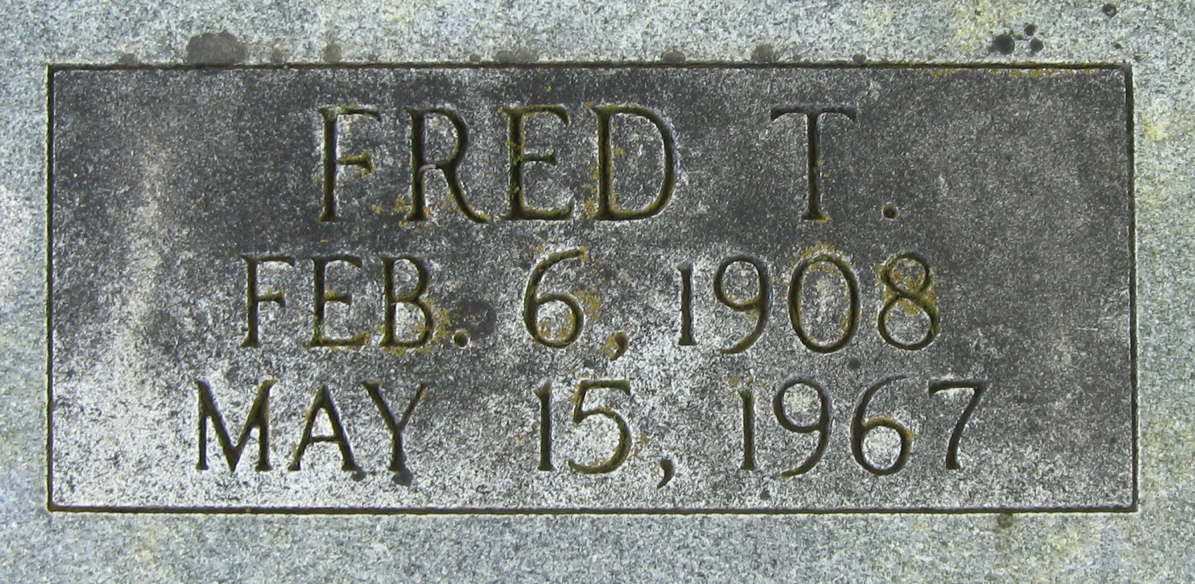 FRED T.
FEB. 6, 1908
MAY 15, 1967